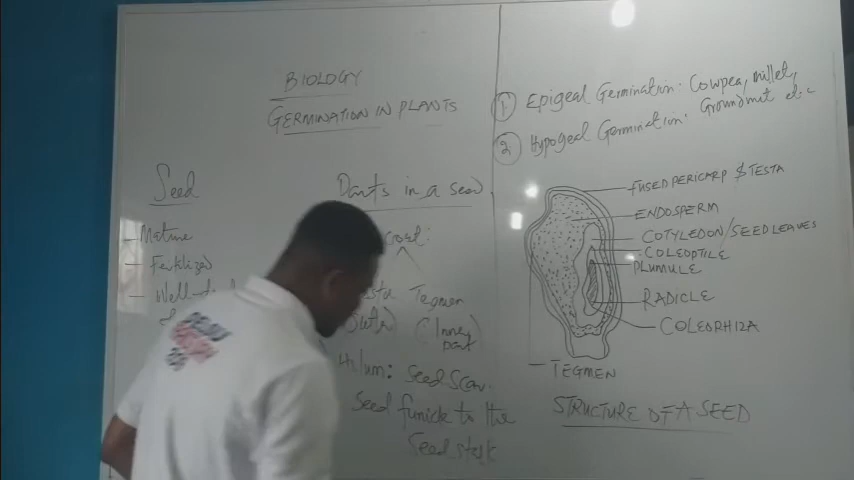 BIOLOGY
GERMINATION IN PLANTS
Seed
- Mature
- Fertilized
- Well-
Parts in a seed
coat:
Testa Tegmen
(Outer) (Inner
part)
Hilum: Seed Scar.
Seed funicle to the
Seed stalk
① Epigeal Germination: Cowpea, millet,
Groundnut etc
② Hypogeal Germination:
FUSED PERICARP & TESTA
ENDOSPERM
COTYLEDON/SEED LEAVES
COLEOPTILE
PLUMULE
RADICLE
COLEORHIZA
- TEGMEN
STRUCTURE OF A SEED